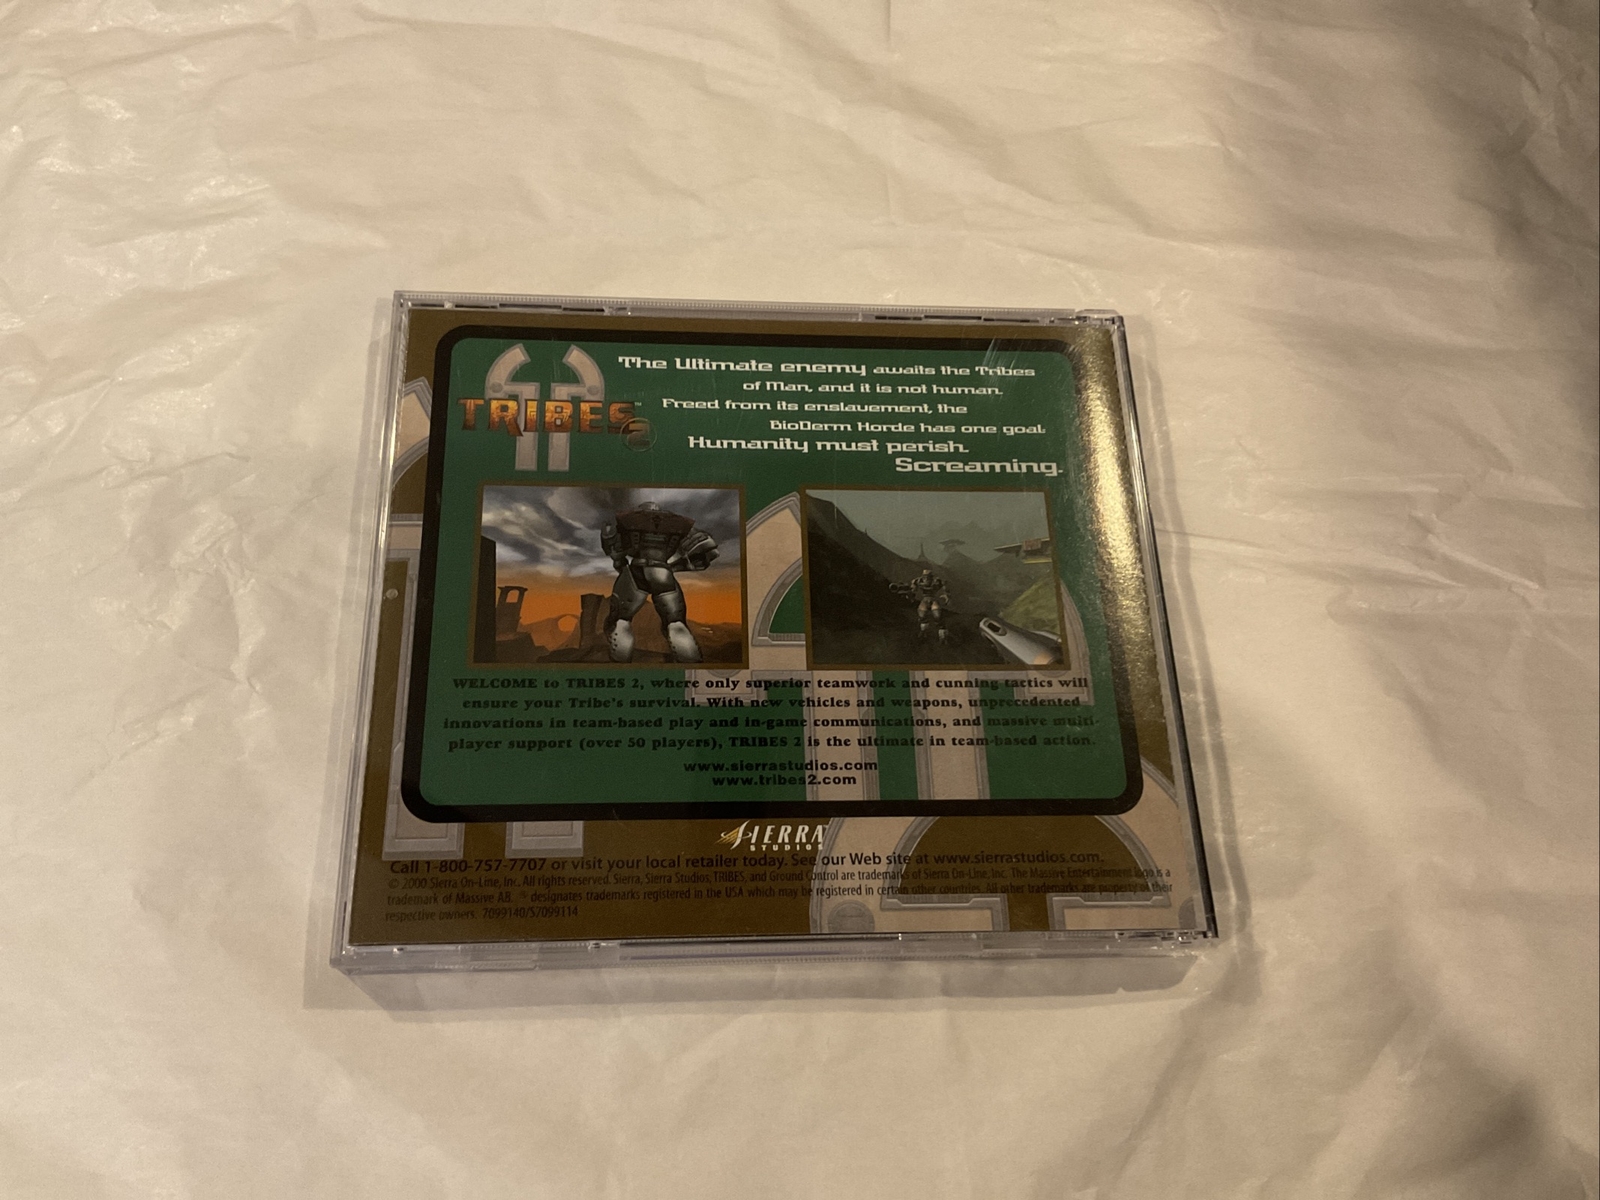 The Ultimate enemy awaits the Tribes
of Man, and it is not human.
Freed from its enslavement, the
BioDerm Horde has one goal.
Humanity must perish.
Screaming.
TRIBES 2™
WELCOME to TRIBES 2, where only superior teamwork and cunning tactics will
ensure your Tribe's survival. With new vehicles and weapons, unprecedented
innovations in team-based play and in-game communications, and massive multi-
player support (over 50 players), TRIBES 2 is the ultimate in team-based action.
www.sierrastudios.com
www.tribes2.com
SIERRA
STUDIOS
Call 1-800-757-7707 or visit your local retailer today. See our Web site at www.sierrastudios.com.
© 2000 Sierra On-Line, Inc. All rights reserved. Sierra, Sierra Studios, TRIBES, and Ground Control are trademarks of Sierra On-Line, Inc. The Massive Entertainment logo is a
trademark of Massive AB. ™ designates trademarks registered in the USA which may be registered in certain other countries. All other trademarks are property of their
respective owners. 7099140/S7099114